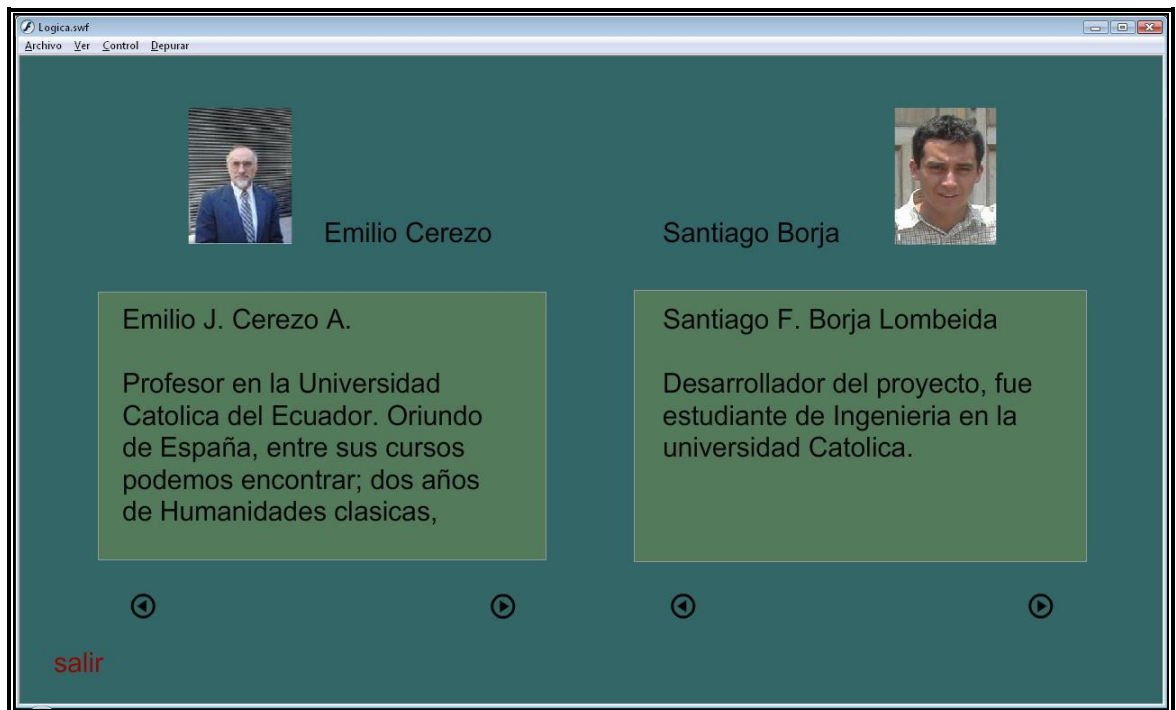 Logica.swf
Archivo Ver Control Depurar
Emilio Cerezo
Santiago Borja
Emilio J. Cerezo A.
Profesor en la Universidad
Catolica del Ecuador. Oriundo
de España, entre sus cursos
podemos encontrar; dos años
de Humanidades clasicas,
Santiago F. Borja Lombeida
Desarrollador del proyecto, fue
estudiante de Ingenieria en la
universidad Catolica.
salir